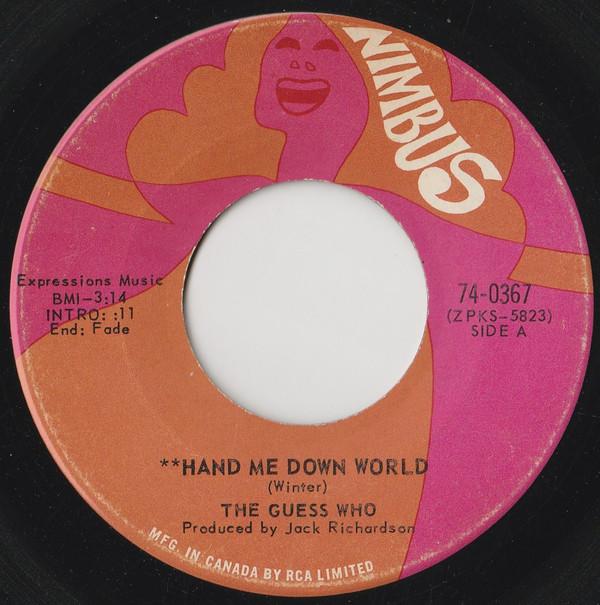 NIMBUS
Expressions Music
BMI-3:14
INTRO: :11
End: Fade
74-0367
(ZPKS-5823)
SIDE A
**HAND ME DOWN WORLD
(Winter)
THE GUESS WHO
Produced by Jack Richardson
MFG. IN CANADA BY RCA LIMITED